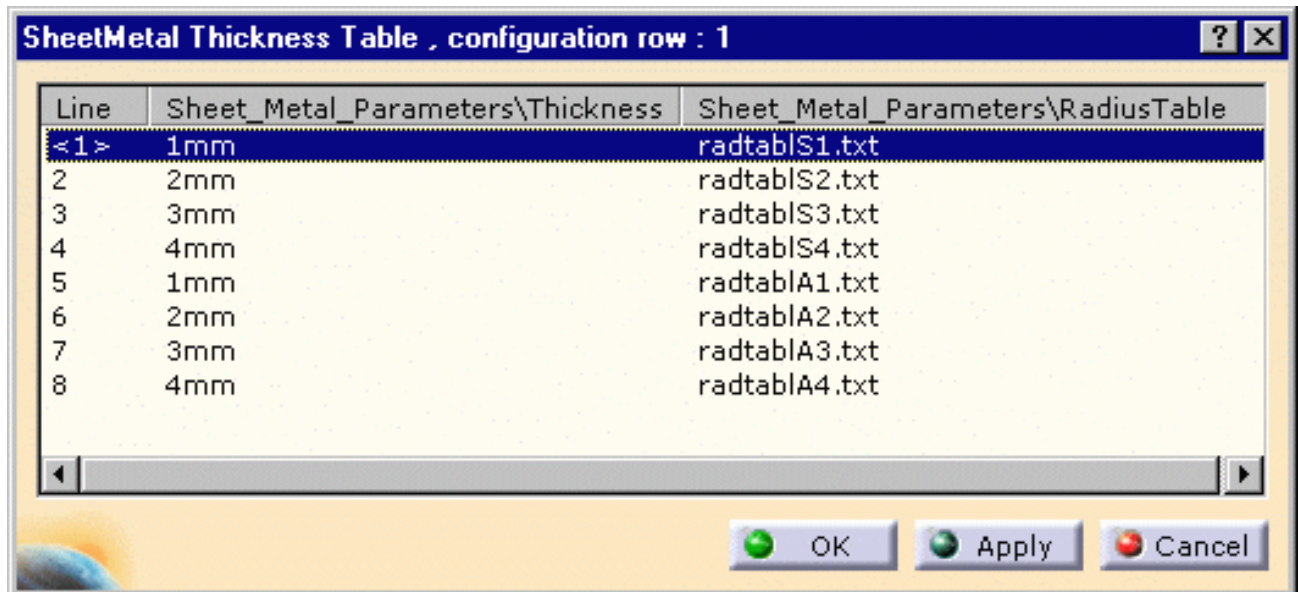 SheetMetal Thickness Table , configuration row : 1
Line Sheet_Metal_Parameters\Thickness Sheet_Metal_Parameters\RadiusTable
<1> 1mm radtablS1.txt
2 2mm radtablS2.txt
3 3mm radtablS3.txt
4 4mm radtablS4.txt
5 1mm radtablA1.txt
6 2mm radtablA2.txt
7 3mm radtablA3.txt
8 4mm radtablA4.txt
OK Apply Cancel